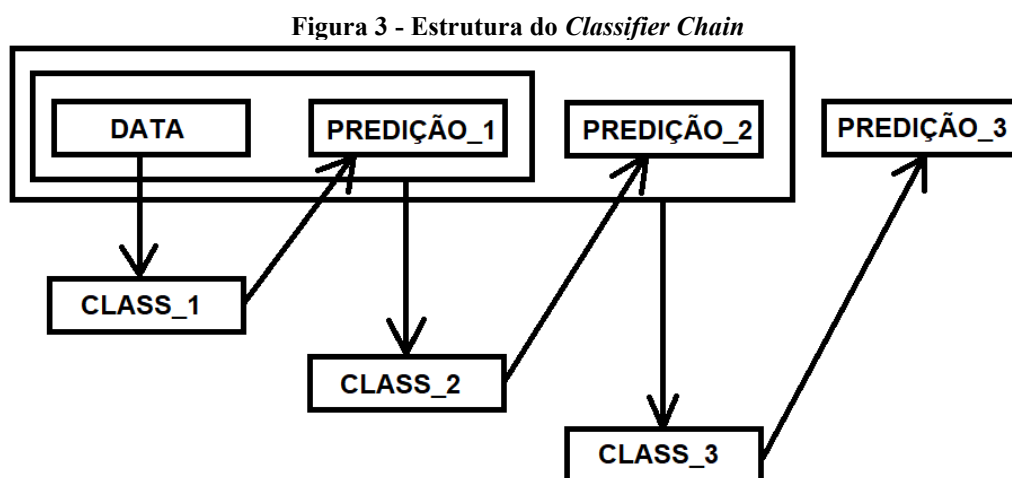 Figura 3 - Estrutura do Classifier Chain
DATA
PREDIÇÃO_1
PREDIÇÃO_2
PREDIÇÃO_3
CLASS_1
CLASS_2
CLASS_3